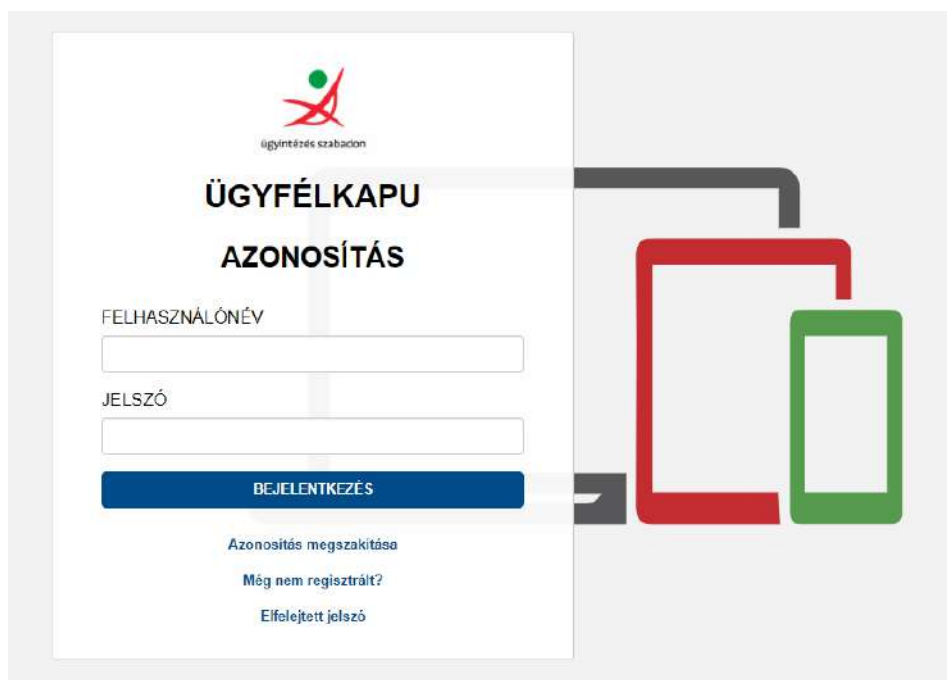 ügyintézés szabadon
ÜGYFÉLKAPU
AZONOSÍTÁS
FELHASZNÁLÓNÉV
JELSZÓ
BEJELENTKEZÉS
Azonosítás megszakítása
Még nem regisztrált?
Elfelejtett jelszó